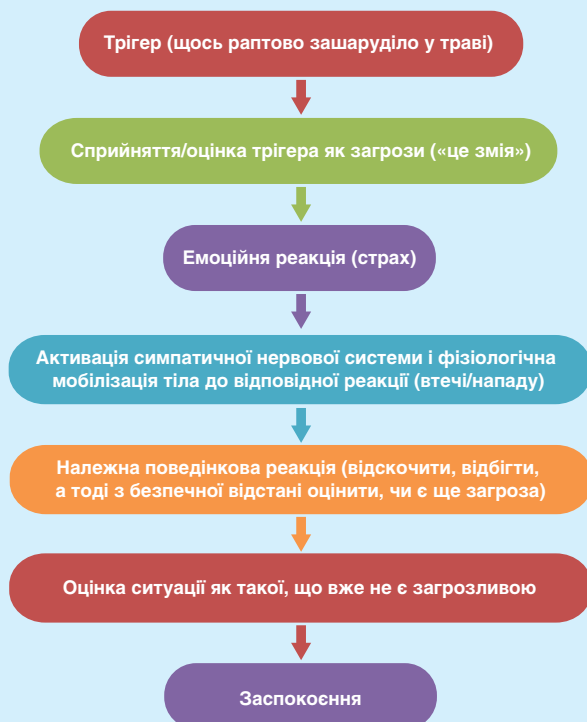 Трігер (щось раптово зашаруділо у траві)
Сприйняття/оцінка трігера як загрози («це змія»)
Емоційня реакція (страх)
Активація симпатичної нервової системи і фізіологічна
мобілізація тіла до відповідної реакції (втечі/нападу)
Належна поведінкова реакція (відскочити, відбігти,
а тоді з безпечної відстані оцінити, чи є ще загроза)
Оцінка ситуації як такої, що вже не є загрозливою
Заспокоєння